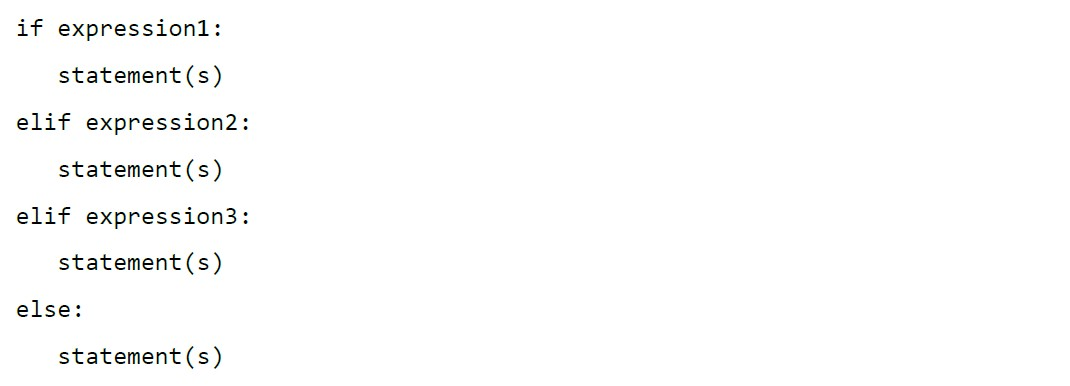 if expression1:
   statement(s)
elif expression2:
   statement(s)
elif expression3:
   statement(s)
else:
   statement(s)